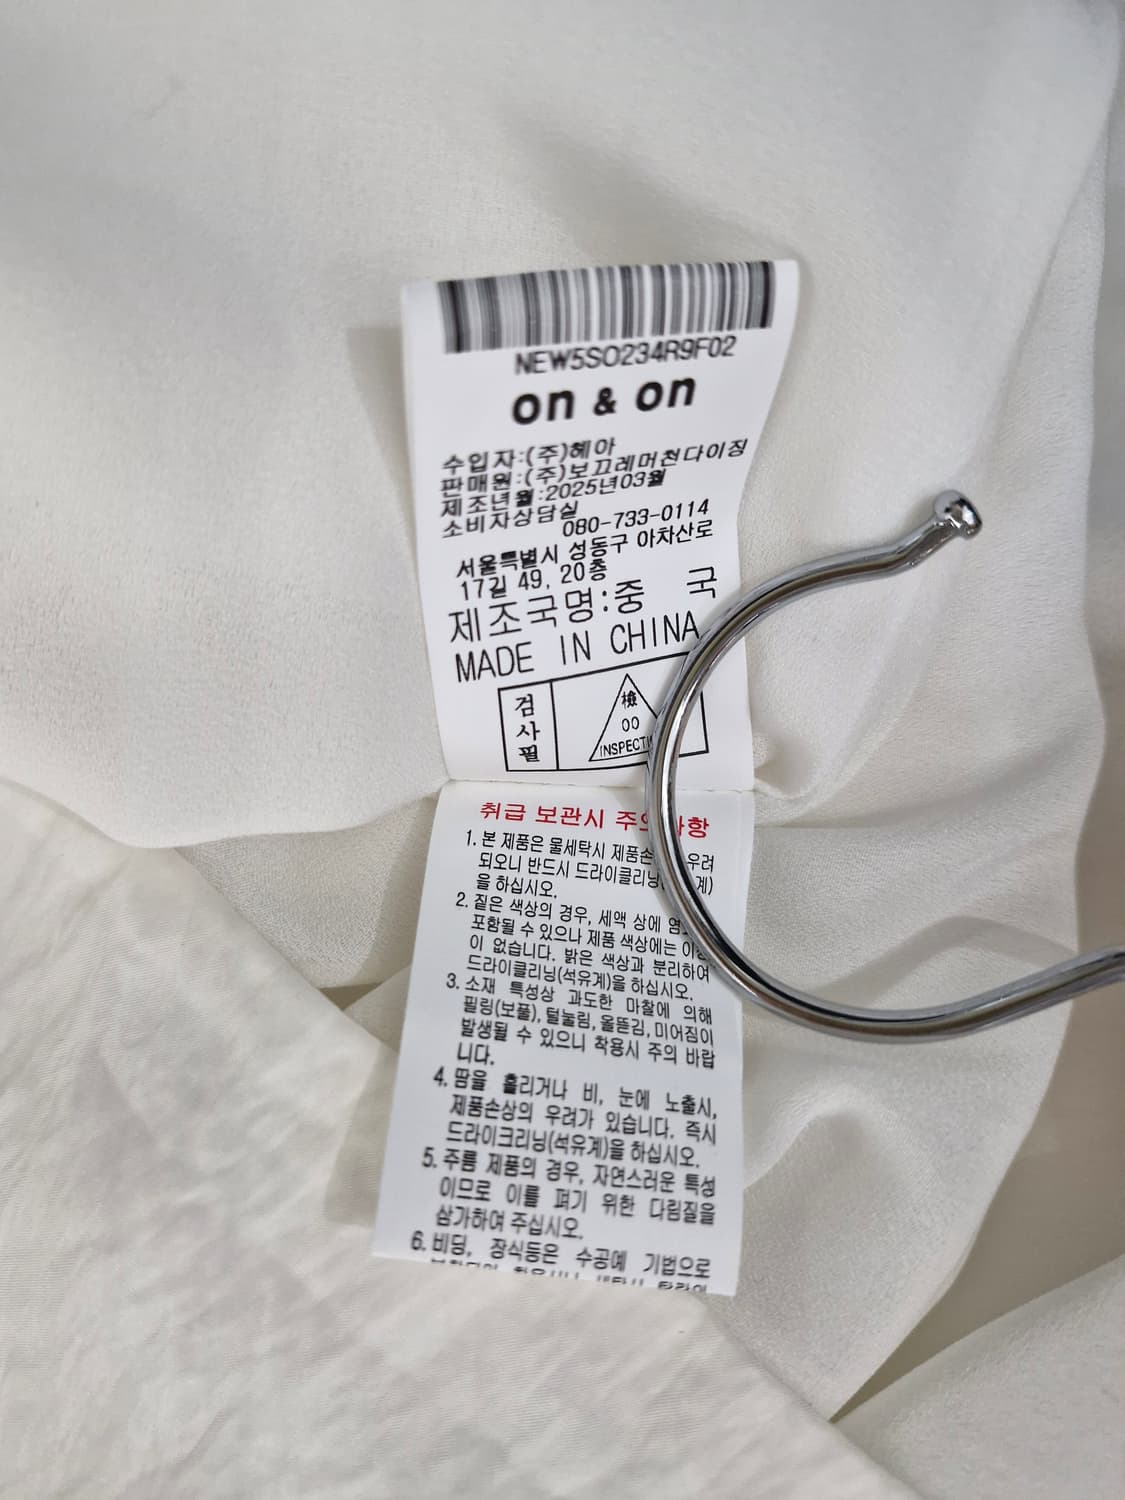 NEW5SO234R9F02
on & on
수입자:(주)혜아
판매원:(주)보끄레머천다이징
제조년월:2025년03월
소비자상담실
080-733-0114
서울특별시 성동구 아차산로
17길 49, 20층
제조국명:중 국
MADE IN CHINA
검사필
檢
00
취급 보관시
1. 본 제품은 물세탁시 우려
되오니 반드시
을 하십시오.
2. 짙은 색상의 경우, 세액 상에
포함될 수 있으나 제품 색상에는
이 없습니다. 밝은 색상과 분리하여
드라이클리닝(석유계)을 하십시오.
3. 소재 특성상 과도한 마찰에 의해
필링(보풀), 털눌림, 올뜯김, 미어짐이
발생될 수 있으니 착용시 주의 바랍
니다.
4. 땀을 흘리거나 비, 눈에 노출시,
제품손상의 우려가 있습니다. 즉시
드라이크리닝(석유계)을 하십시오.
5. 주름 제품의 경우, 자연스러운 특성
이므로 이를 펴기 위한 다림질을
삼가하여 주십시오.
6. 비딩, 장식등은 수공예 기법으로